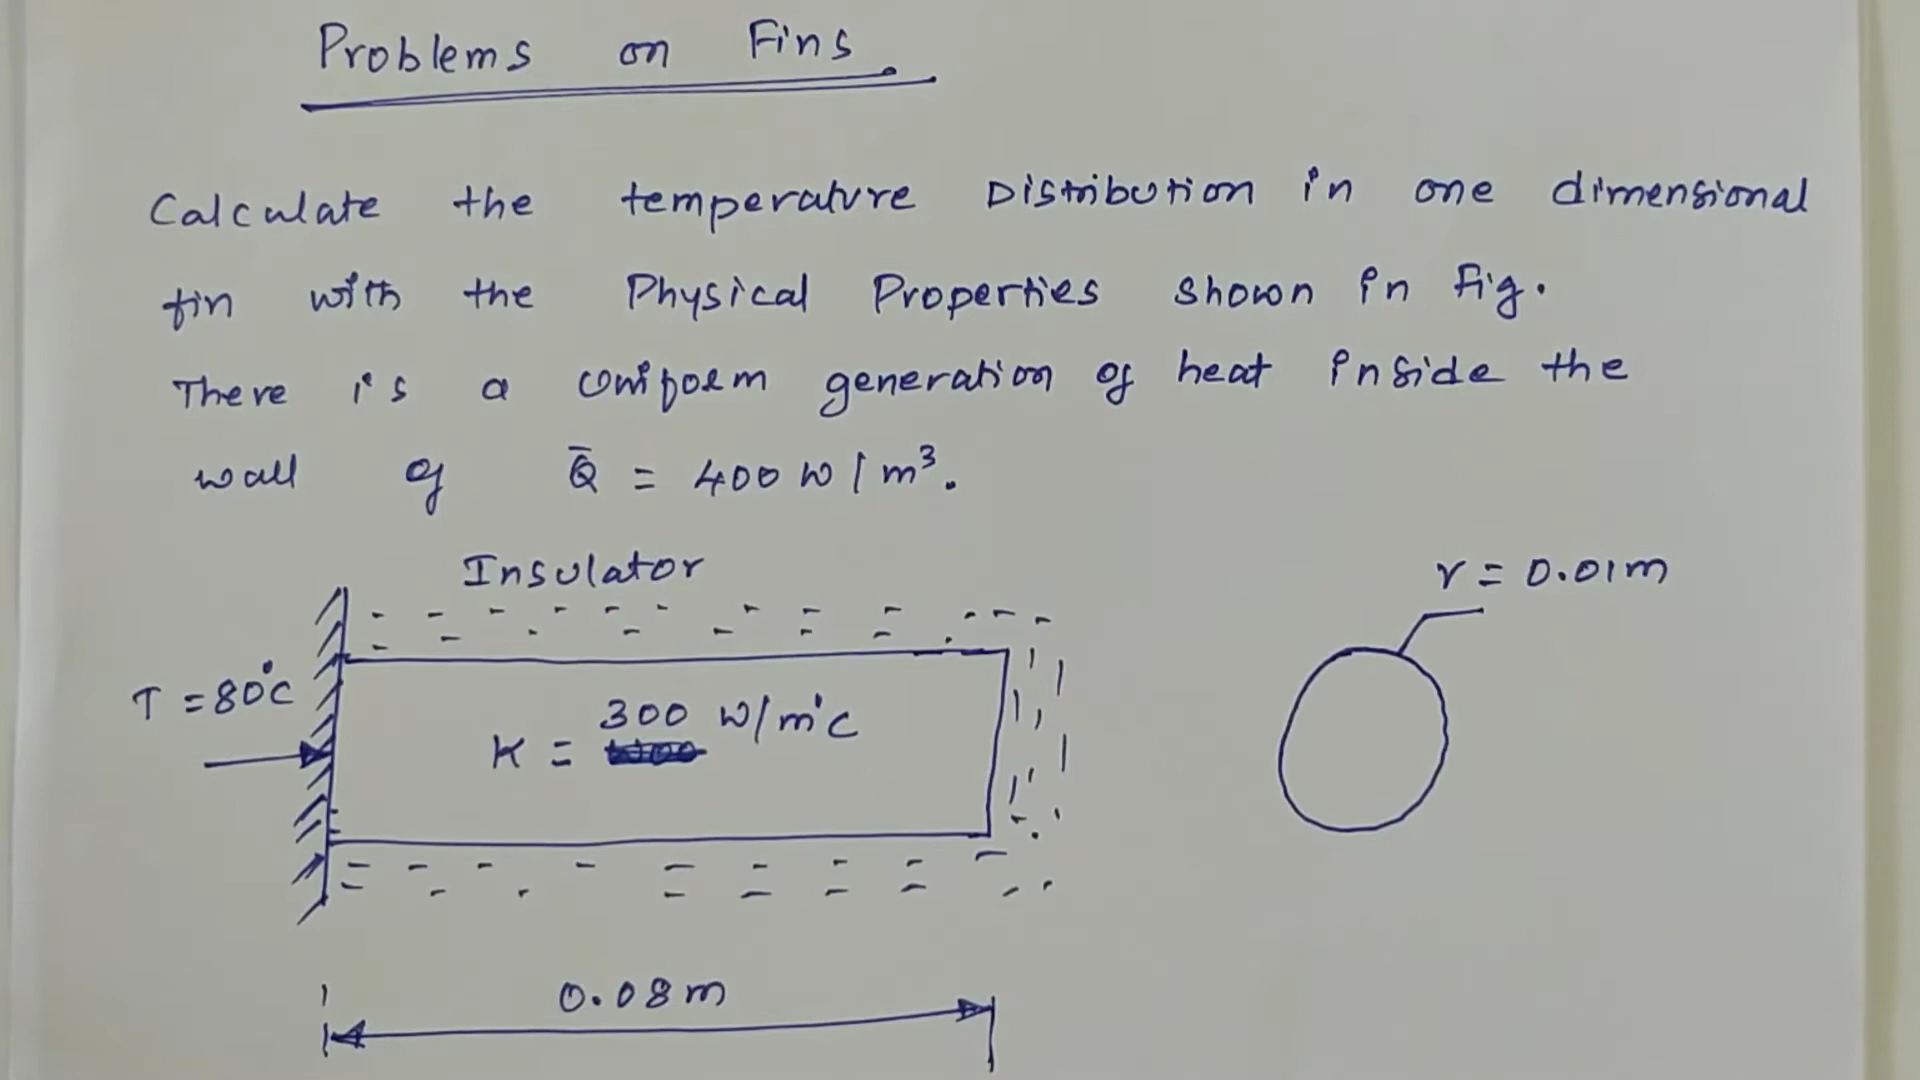 Problems on Fins.
Calculate the temperature Distribution in one dimensional
fin with the Physical Properties shown in fig.
There is a uniform generation of heat inside the
wall of Q̄ = 400 W/m³.
Insulator
r = 0.01m
T = 80°C
K = 300 W/m°C
0.08m